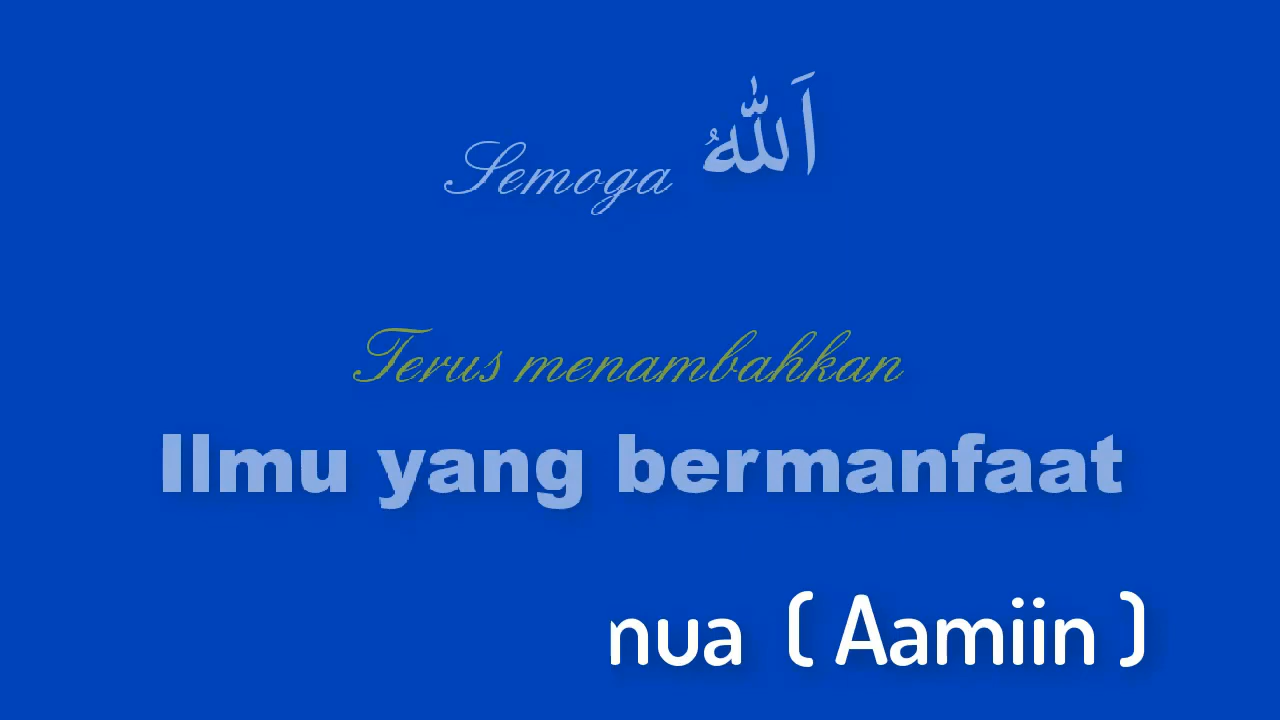 Semoga اَللّٰهُ
Terus menambahkan
Ilmu yang bermanfaat
nua ( Aamiin )